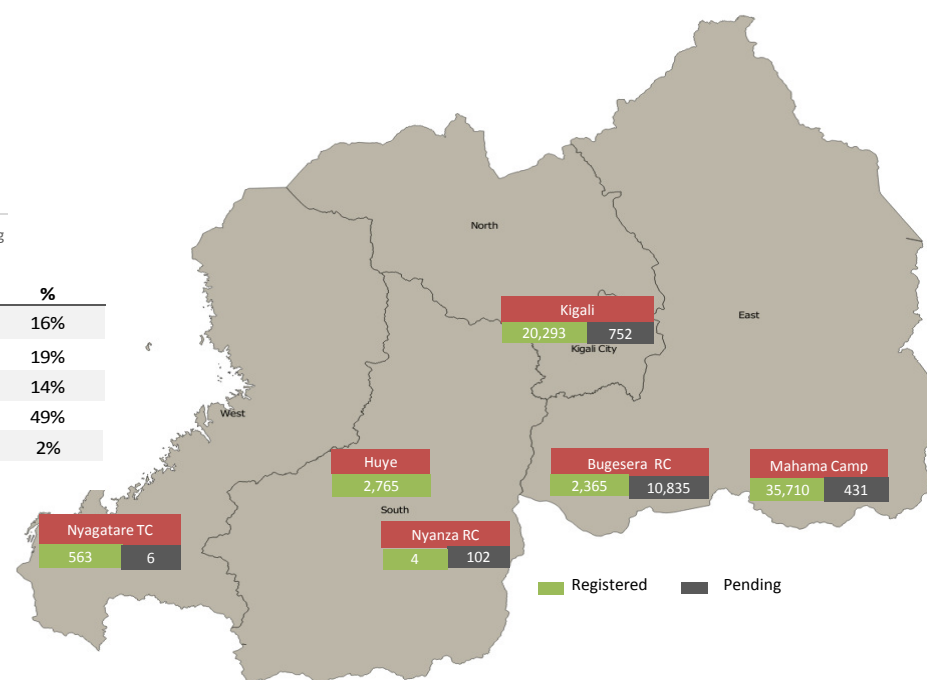 g
%
16%
19%
14%
49%
2%
North
East
Kigali
20,293 752
Kigali City
West
Huye
2,765
South
Bugesera RC
2,365 10,835
Mahama Camp
35,710 431
Nyagatare TC
563 6
Nyanza RC
4 102
Registered Pending